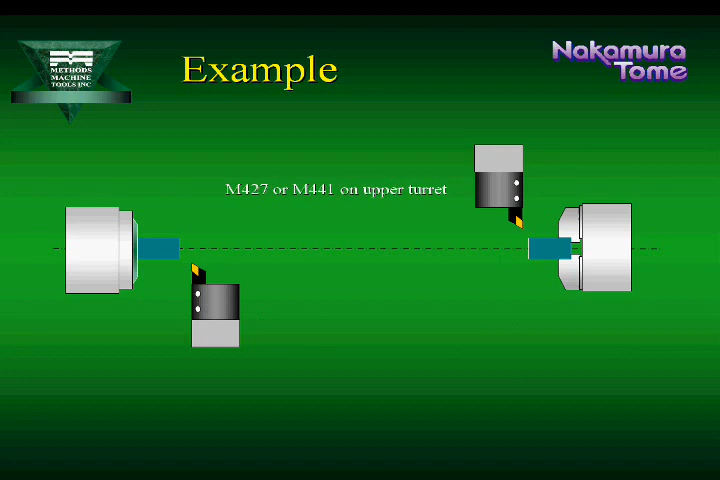 METHODS
MACHINE
TOOLS INC
Example
Nakamura
Tome
M427 or M441 on upper turret